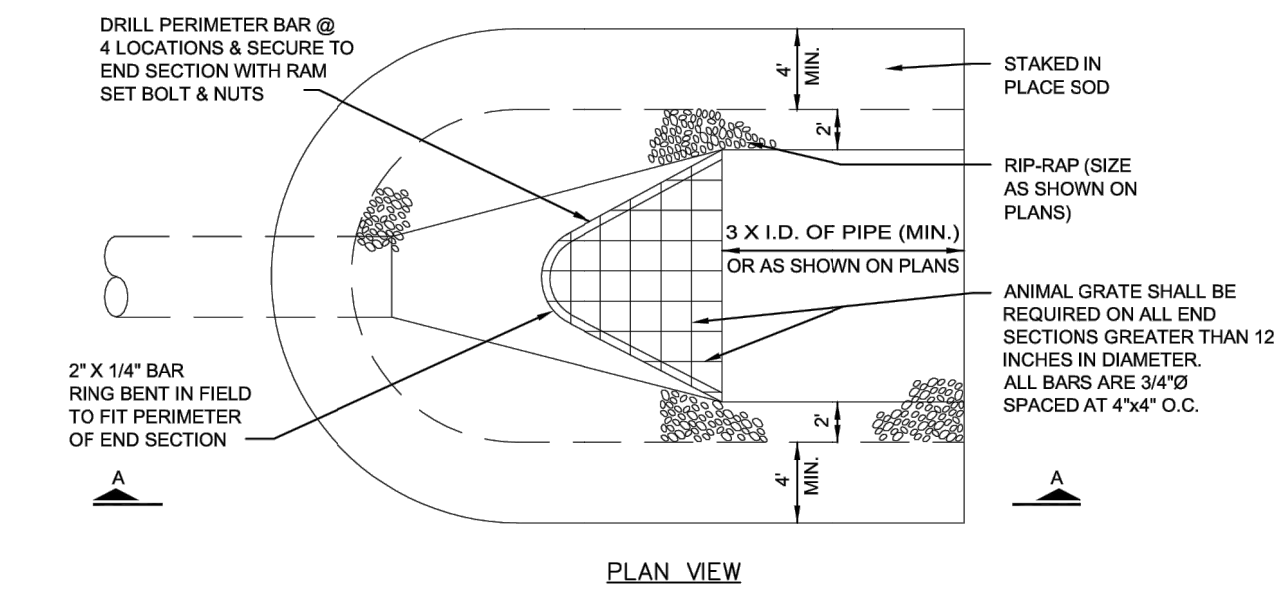 DRILL PERIMETER BAR @
4 LOCATIONS & SECURE TO
END SECTION WITH RAM
SET BOLT & NUTS
4'
MIN.
STAKED IN
PLACE SOD
2'
RIP-RAP (SIZE
AS SHOWN ON
PLANS)
3 X I.D. OF PIPE (MIN.)
OR AS SHOWN ON PLANS
ANIMAL GRATE SHALL BE
REQUIRED ON ALL END
SECTIONS GREATER THAN 12
INCHES IN DIAMETER.
ALL BARS ARE 3/4"Ø
SPACED AT 4"x4" O.C.
2" X 1/4" BAR
RING BENT IN FIELD
TO FIT PERIMETER
OF END SECTION
2'
4'
MIN.
A
A
PLAN VIEW